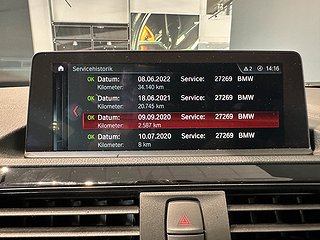 2 14:16
Servicehistorik
OK Datum: 08.06.2022 Service: 27269 BMW
Kilometer: 34.140 km
OK Datum: 18.06.2021 Service: 27269 BMW
Kilometer: 20.745 km
OK Datum: 09.09.2020 Service: 27269 BMW
Kilometer: 2.587 km
OK Datum: 10.07.2020 Service: 27269 BMW
Kilometer: 8 km